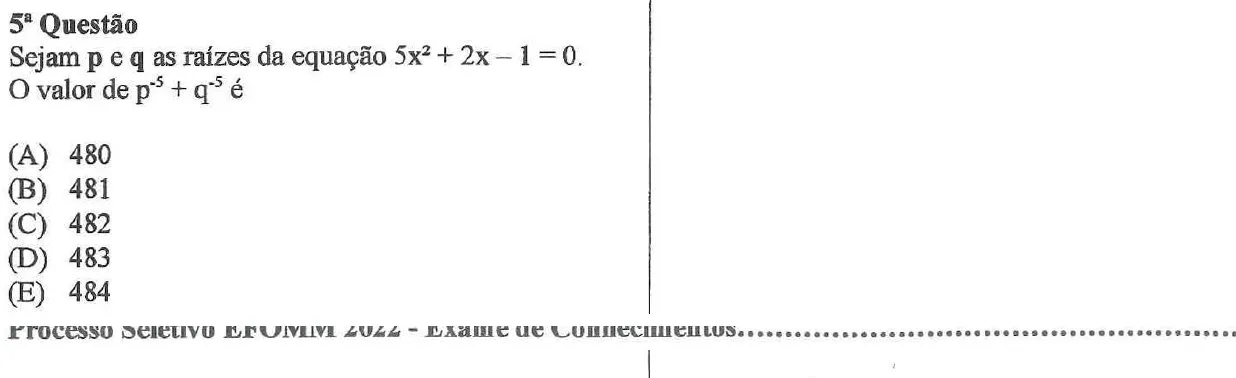 5ª Questão
Sejam p e q as raízes da equação 5x² + 2x – 1 = 0.
O valor de p⁻⁵ + q⁻⁵ é
(A) 480
(B) 481
(C) 482
(D) 483
(E) 484
Processo Seletivo EFOMM 2022 - Exame de Conhecimentos.................................................